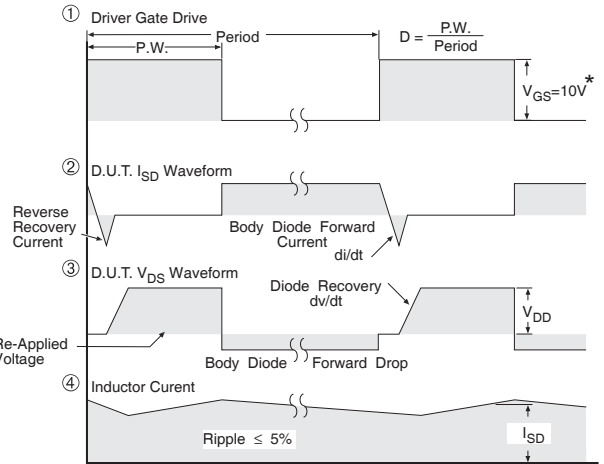 ① Driver Gate Drive
Period
P.W.
D = P.W. / Period
VGS=10V*
② D.U.T. ISD Waveform
Reverse
Recovery
Current
Body Diode Forward
Current
di/dt
③ D.U.T. VDS Waveform
Diode Recovery
dv/dt
VDD
Re-Applied
Voltage
Body Diode Forward Drop
④ Inductor Curent
Ripple ≤ 5%
ISD